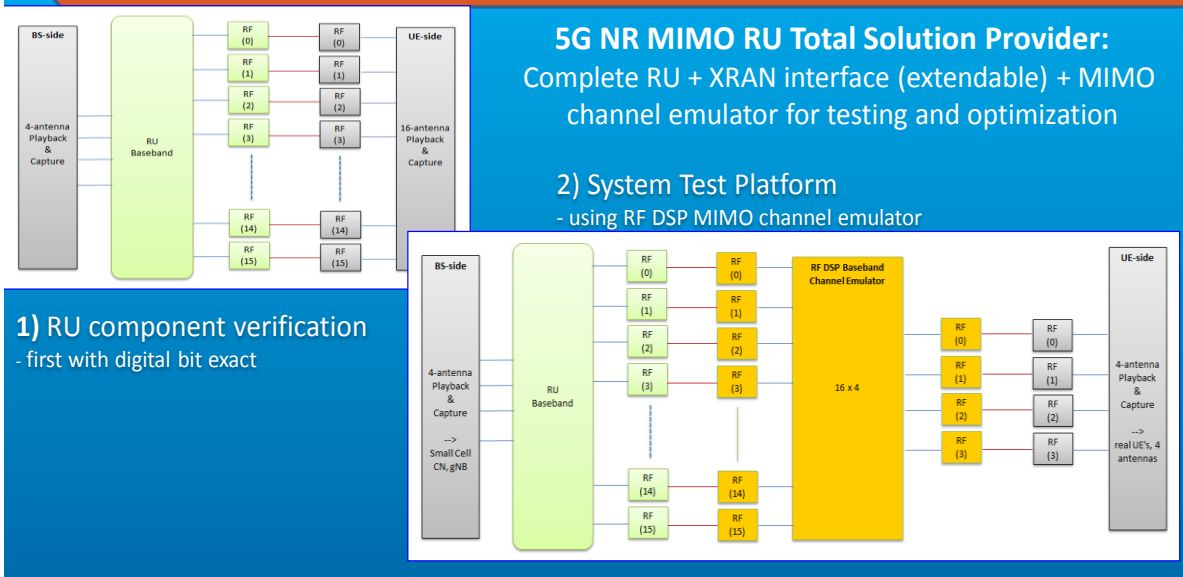 5G NR MIMO RU Total Solution Provider:
Complete RU + XRAN interface (extendable) + MIMO
channel emulator for testing and optimization
BS-side
4-antenna
Playback
&
Capture
RU
Baseband
RF
(0)
RF
(1)
RF
(2)
RF
(3)
RF
(14)
RF
(15)
RF
(0)
RF
(1)
RF
(2)
RF
(3)
RF
(14)
RF
(15)
UE-side
16-antenna
Playback
&
Capture
1) RU component verification
- first with digital bit exact
2) System Test Platform
- using RF DSP MIMO channel emulator
BS-side
4-antenna
Playback
&
Capture
-->
Small Cell
CN, gNB
RU
Baseband
RF
(0)
RF
(1)
RF
(2)
RF
(3)
RF
(14)
RF
(15)
RF
(0)
RF
(1)
RF
(2)
RF
(3)
RF
(14)
RF
(15)
RF DSP Baseband
Channel Emulator
16 x 4
RF
(0)
RF
(1)
RF
(2)
RF
(3)
RF
(0)
RF
(1)
RF
(2)
RF
(3)
UE-side
4-antenna
Playback
&
Capture
-->
real UE's, 4
antennas